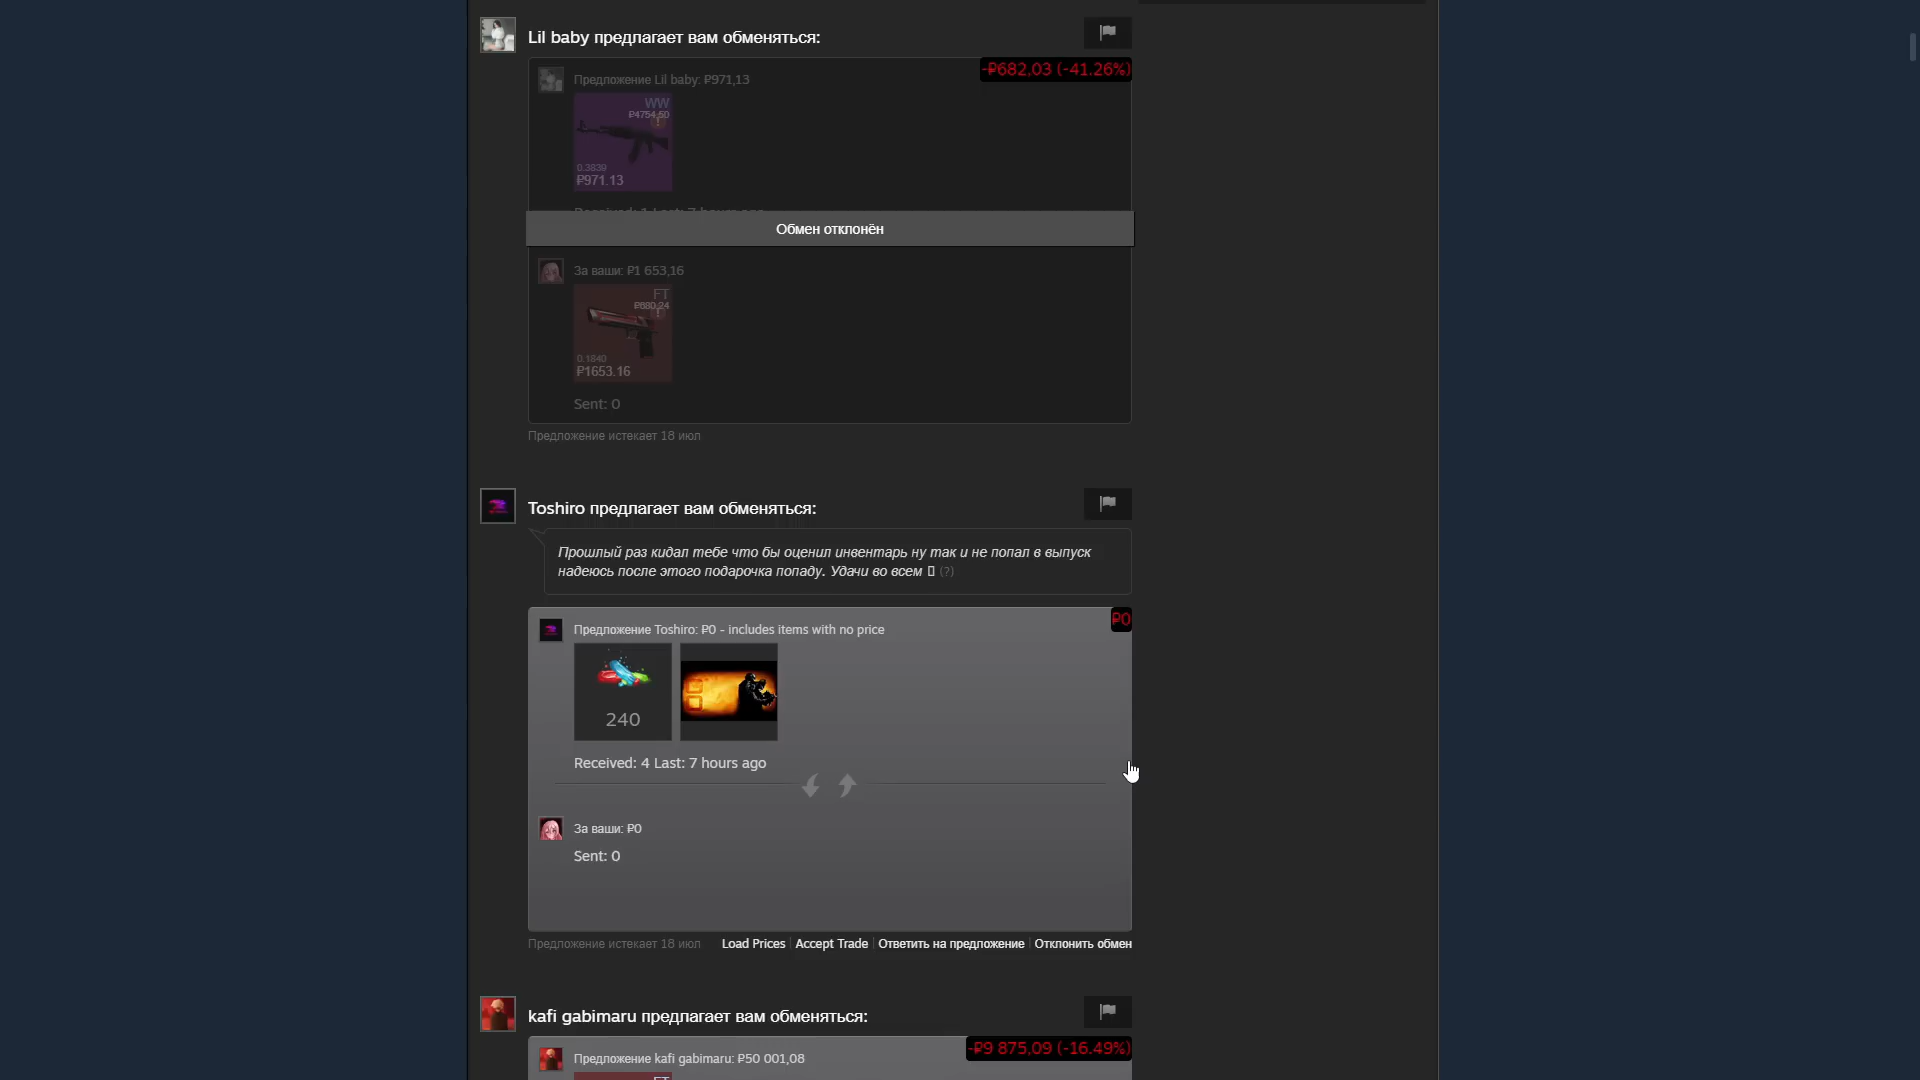 Lil baby предлагает вам обменяться:
-₽682,03 (-41.26%)
Предложение Lil baby: ₽971,13
WW
₽4754,50
0.3839
₽971.13
Обмен отклонён
За ваши: ₽1 653,16
FT
₽880,24
0.1840
₽1653.16
Sent: 0
Предложение истекает 18 июл
Toshiro предлагает вам обменяться:
Прошлый раз кидал тебе что бы оценил инвентарь ну так и не попал в выпуск
надеюсь после этого подарочка попаду. Удачи во всем (?)
₽0
Предложение Toshiro: ₽0 - includes items with no price
240
Received: 4 Last: 7 hours ago
За ваши: ₽0
Sent: 0
Предложение истекает 18 июл Load Prices | Accept Trade | Ответить на предложение | Отклонить обмен
kafi gabimaru предлагает вам обменяться:
-₽9 875,09 (-16.49%)
Предложение kafi gabimaru: ₽50 001,08